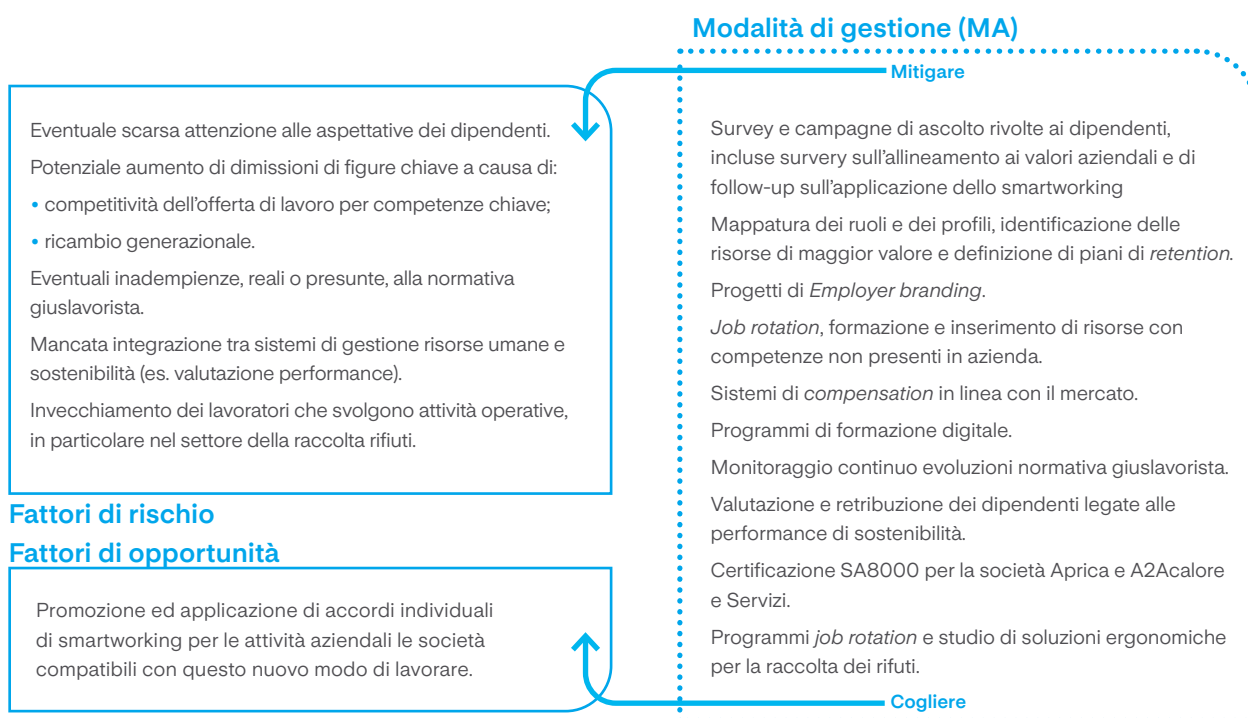 Modalità di gestione (MA)
Mitigare
Eventuale scarsa attenzione alle aspettative dei dipendenti.
Potenziale aumento di dimissioni di figure chiave a causa di:
• competitività dell'offerta di lavoro per competenze chiave;
• ricambio generazionale.
Eventuali inadempienze, reali o presunte, alla normativa
giuslavorista.
Mancata integrazione tra sistemi di gestione risorse umane e
sostenibilità (es. valutazione performance).
Invecchiamento dei lavoratori che svolgono attività operative,
in particolare nel settore della raccolta rifiuti.
Fattori di rischio
Fattori di opportunità
Promozione ed applicazione di accordi individuali
di smartworking per le attività aziendali le società
compatibili con questo nuovo modo di lavorare.
Survey e campagne di ascolto rivolte ai dipendenti,
incluse survery sull'allineamento ai valori aziendali e di
follow-up sull'applicazione dello smartworking
Mappatura dei ruoli e dei profili, identificazione delle
risorse di maggior valore e definizione di piani di retention.
Progetti di Employer branding.
Job rotation, formazione e inserimento di risorse con
competenze non presenti in azienda.
Sistemi di compensation in linea con il mercato.
Programmi di formazione digitale.
Monitoraggio continuo evoluzioni normativa giuslavorista.
Valutazione e retribuzione dei dipendenti legate alle
performance di sostenibilità.
Certificazione SA8000 per la società Aprica e A2Acalore
e Servizi.
Programmi job rotation e studio di soluzioni ergonomiche
per la raccolta dei rifuti.
Cogliere